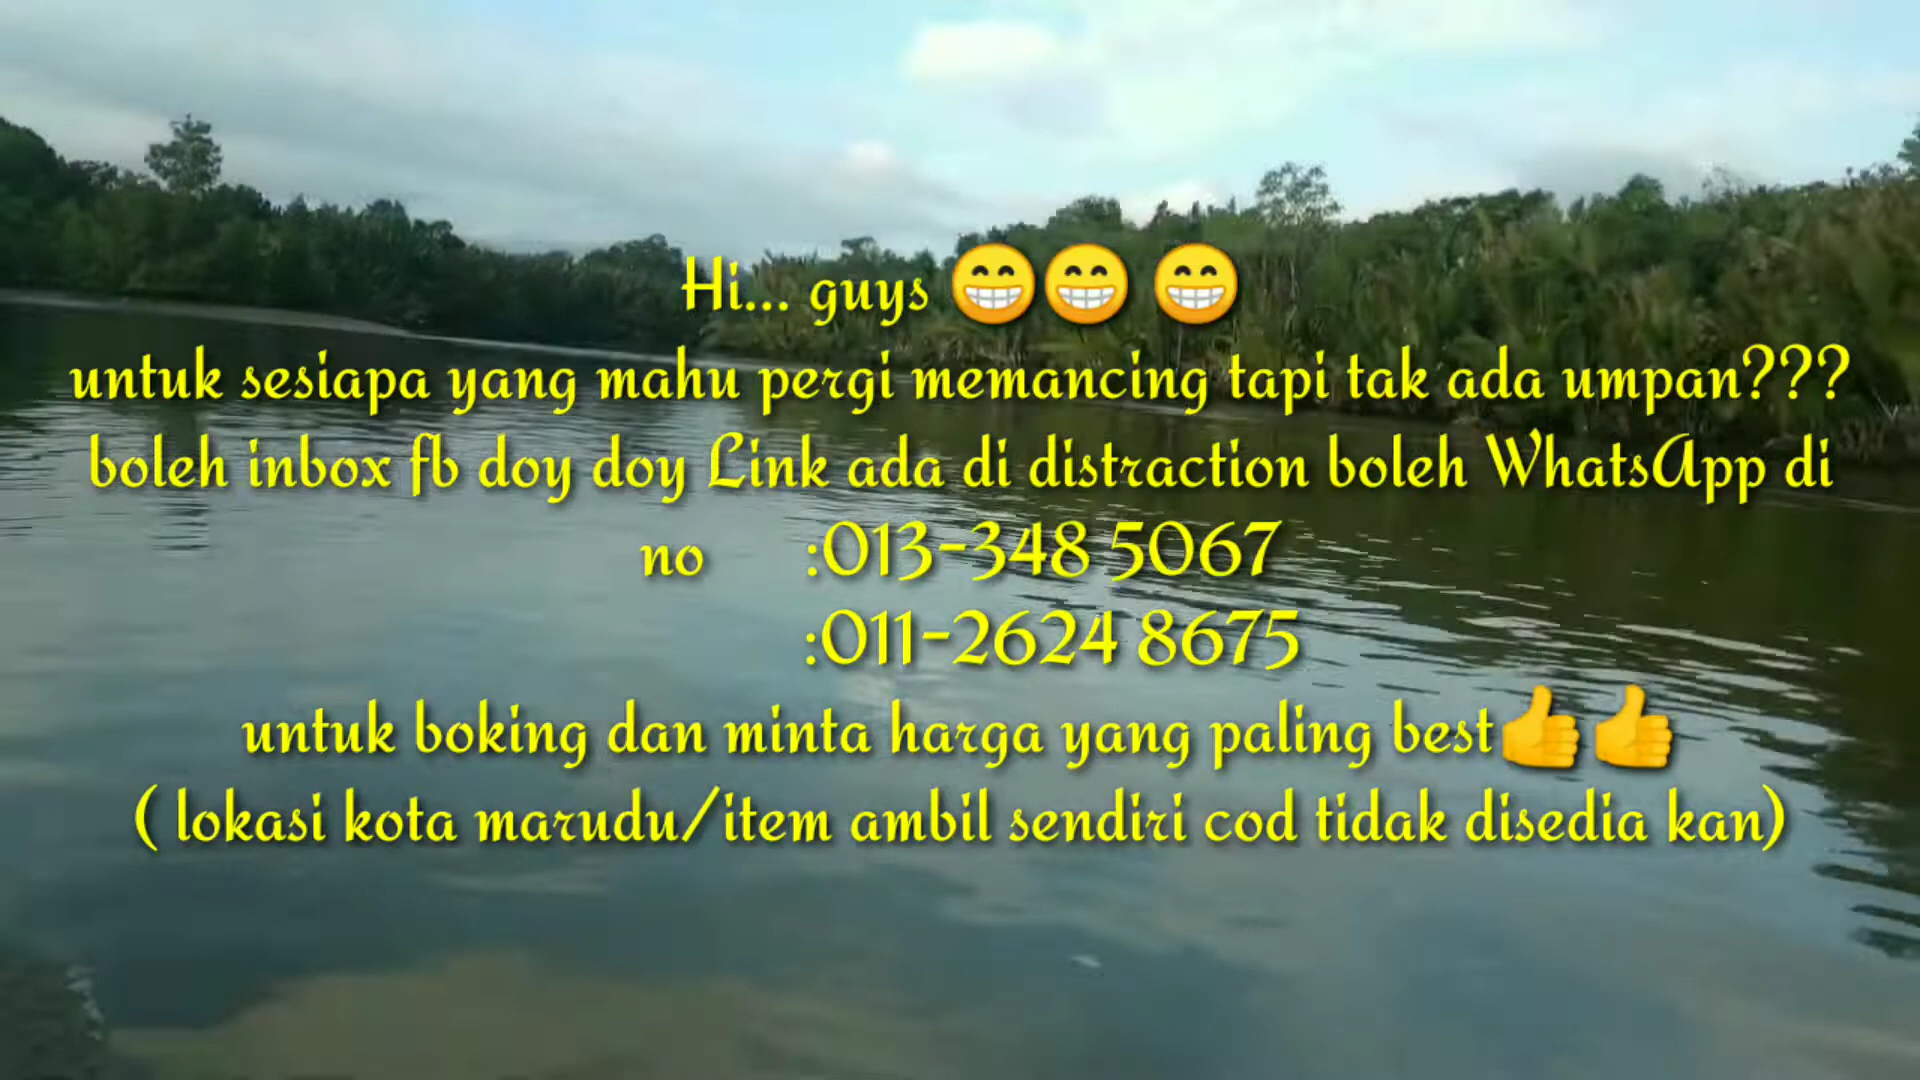 Hi... guys 😁😁 😁
untuk sesiapa yang mahu pergi memancing tapi tak ada umpan???
boleh inbox fb doy doy Link ada di distraction boleh WhatsApp di
no :013-348 5067
:011-2624 8675
untuk boking dan minta harga yang paling best👍👍
( lokasi kota marudu/item ambil sendiri cod tidak disedia kan)